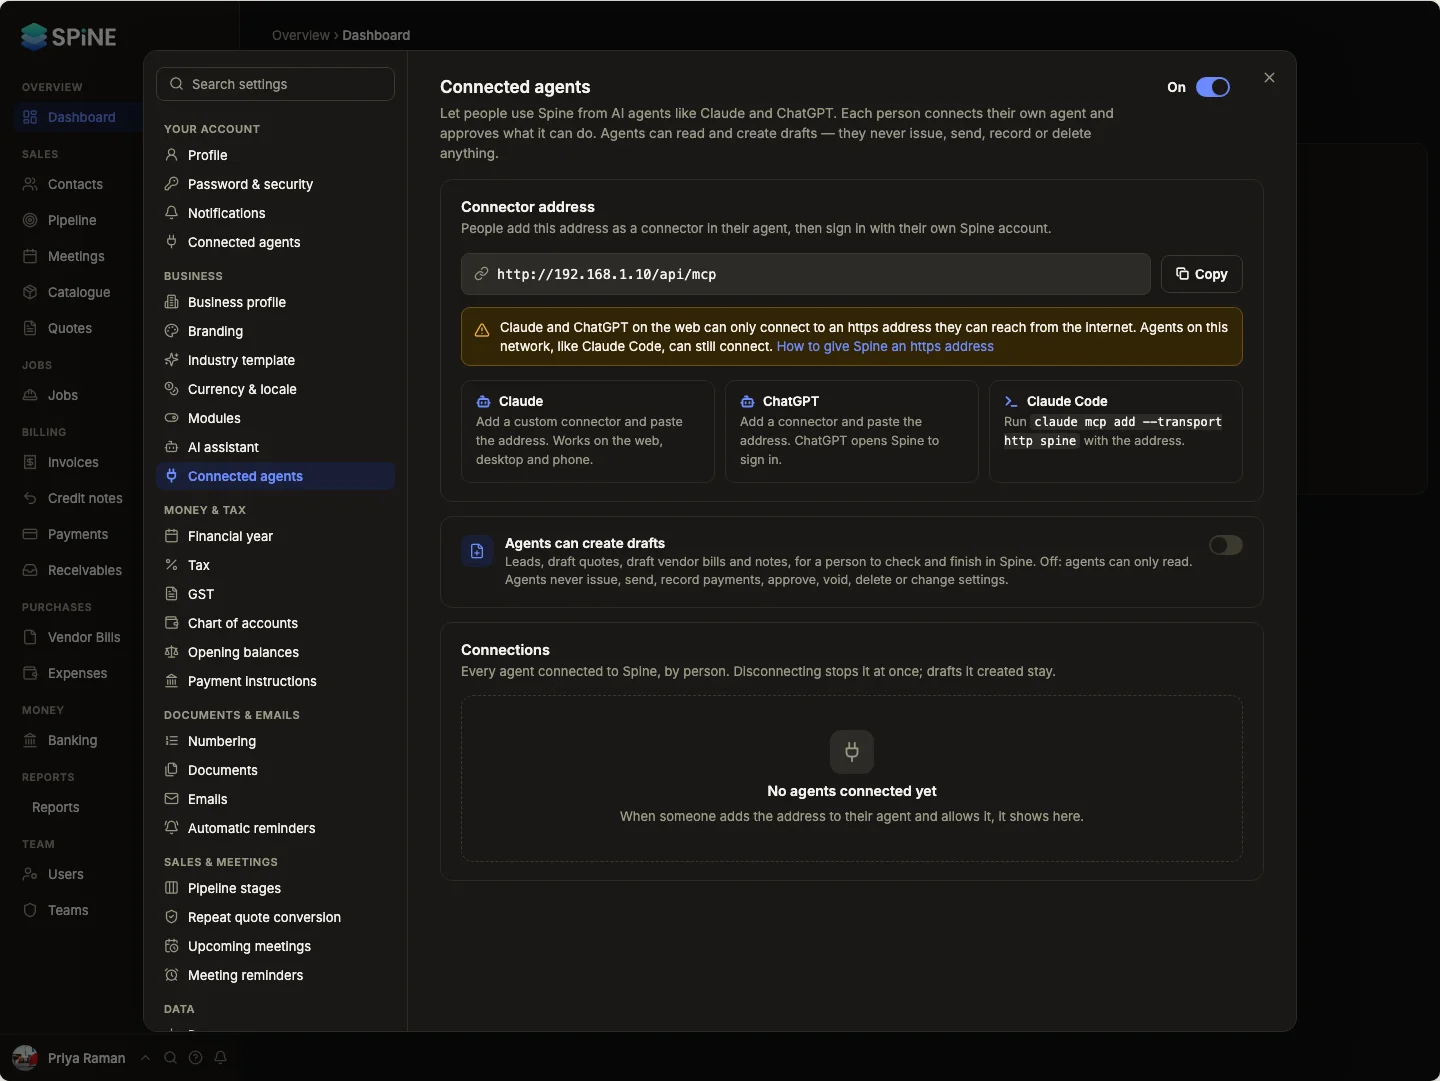 SPiNE
Overview › Dashboard
OVERVIEW
Dashboard
SALES
Contacts
Pipeline
Meetings
Catalogue
Quotes
JOBS
Jobs
BILLING
Invoices
Credit notes
Payments
Receivables
PURCHASES
Vendor Bills
Expenses
MONEY
Banking
REPORTS
Reports
TEAM
Users
Teams
Priya Raman
Search settings
YOUR ACCOUNT
Profile
Password & security
Notifications
Connected agents
BUSINESS
Business profile
Branding
Industry template
Currency & locale
Modules
AI assistant
Connected agents
MONEY & TAX
Financial year
Tax
GST
Chart of accounts
Opening balances
Payment instructions
DOCUMENTS & EMAILS
Numbering
Documents
Emails
Automatic reminders
SALES & MEETINGS
Pipeline stages
Repeat quote conversion
Upcoming meetings
Meeting reminders
DATA
Connected agents
On
Let people use Spine from AI agents like Claude and ChatGPT. Each person connects their own agent and
approves what it can do. Agents can read and create drafts — they never issue, send, record or delete
anything.
Connector address
People add this address as a connector in their agent, then sign in with their own Spine account.
http://192.168.1.10/api/mcp
Copy
Claude and ChatGPT on the web can only connect to an https address they can reach from the internet. Agents on this
network, like Claude Code, can still connect. How to give Spine an https address
Claude
Add a custom connector and paste
the address. Works on the web,
desktop and phone.
ChatGPT
Add a connector and paste the
address. ChatGPT opens Spine to
sign in.
Claude Code
Run claude mcp add --transport
http spine with the address.
Agents can create drafts
Leads, draft quotes, draft vendor bills and notes, for a person to check and finish in Spine. Off: agents can only read.
Agents never issue, send, record payments, approve, void, delete or change settings.
Connections
Every agent connected to Spine, by person. Disconnecting stops it at once; drafts it created stay.
No agents connected yet
When someone adds the address to their agent and allows it, it shows here.